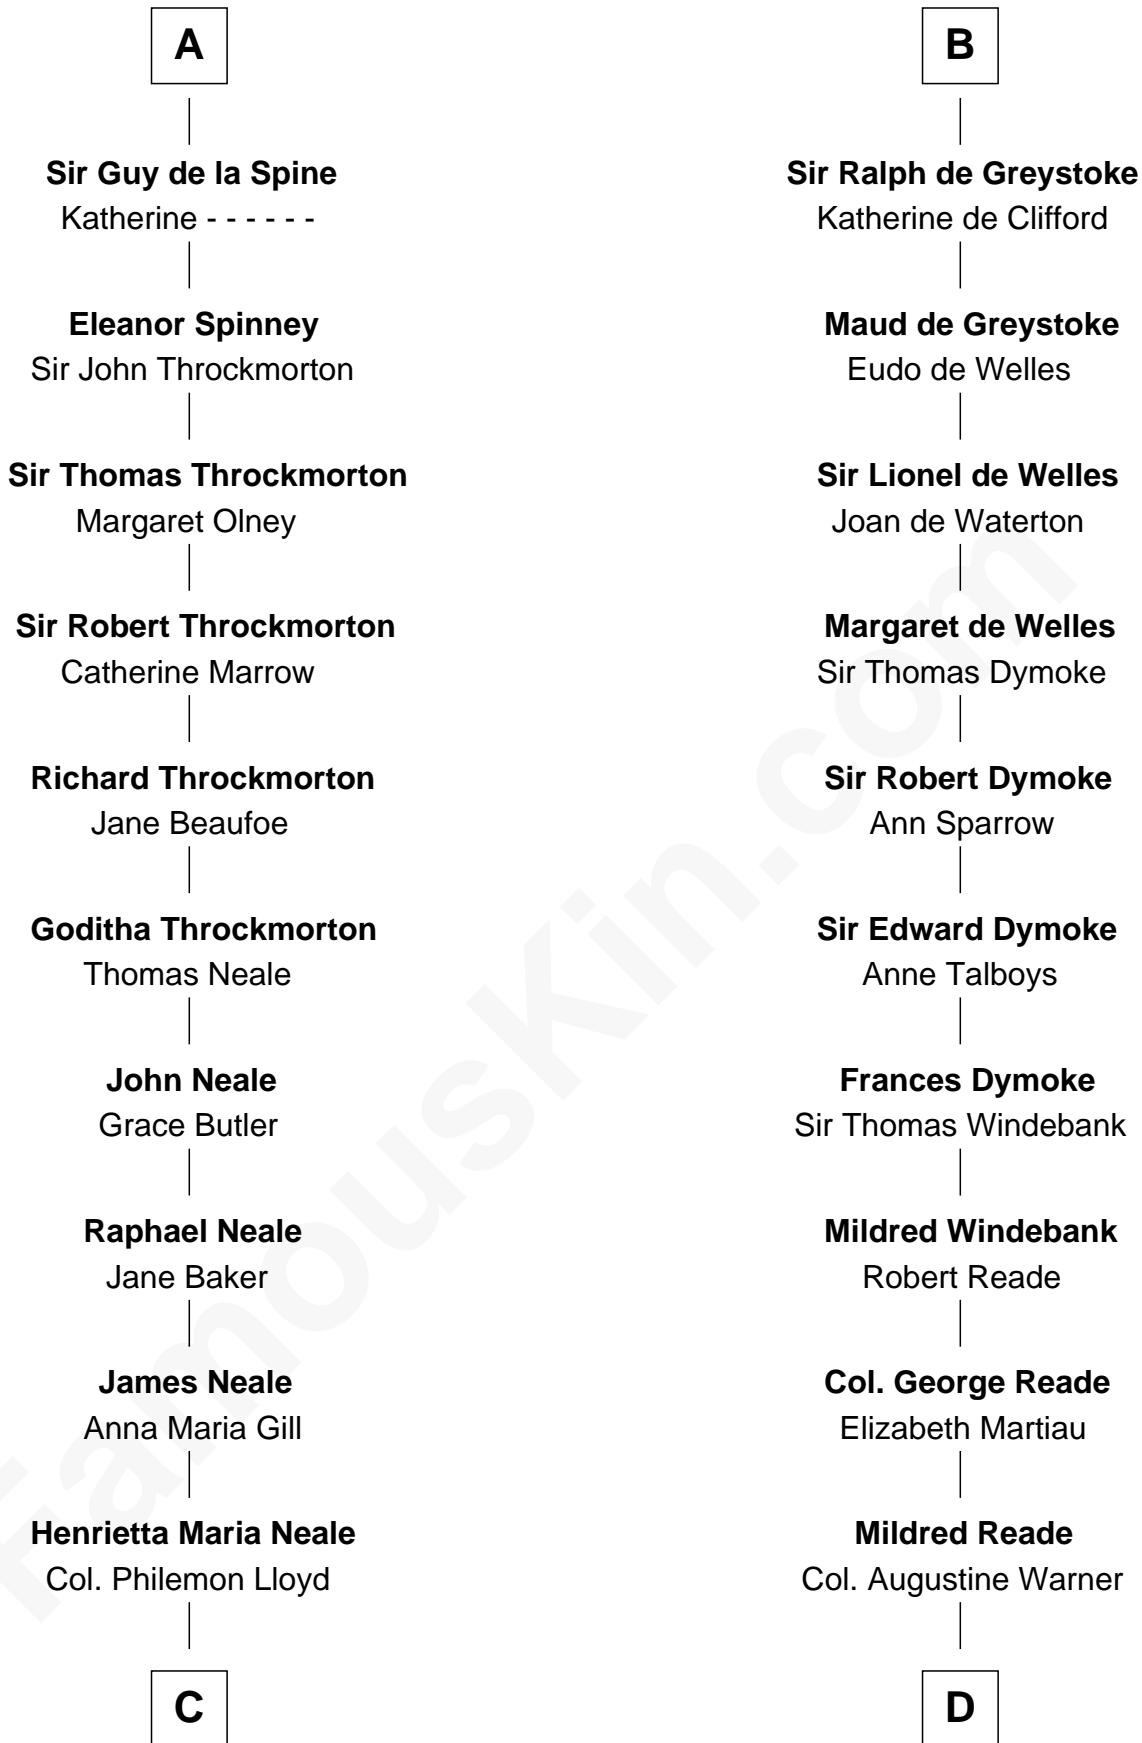 A
Sir Guy de la Spine
Katherine - - - - - -
Eleanor Spinney
Sir John Throckmorton
Sir Thomas Throckmorton
Margaret Olney
Sir Robert Throckmorton
Catherine Marrow
Richard Throckmorton
Jane Beaufoe
Goditha Throckmorton
Thomas Neale
John Neale
Grace Butler
Raphael Neale
Jane Baker
James Neale
Anna Maria Gill
Henrietta Maria Neale
Col. Philemon Lloyd
C
B
Sir Ralph de Greystoke
Katherine de Clifford
Maud de Greystoke
Eudo de Welles
Sir Lionel de Welles
Joan de Waterton
Margaret de Welles
Sir Thomas Dymoke
Sir Robert Dymoke
Ann Sparrow
Sir Edward Dymoke
Anne Talboys
Frances Dymoke
Sir Thomas Windebank
Mildred Windebank
Robert Reade
Col. George Reade
Elizabeth Martiau
Mildred Reade
Col. Augustine Warner
D
FamousKin.com